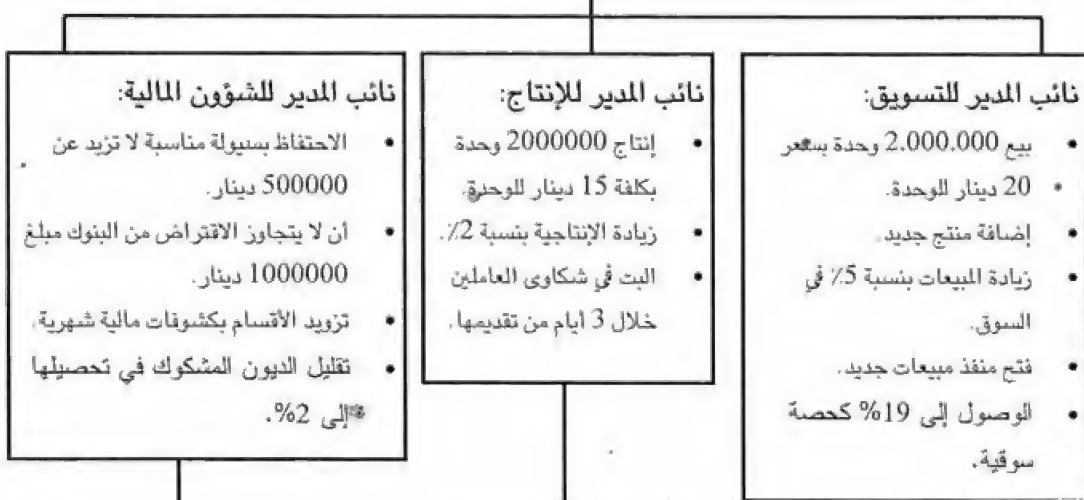 نائب المدير للتسويق:
• بيع 2.000.000 وحدة بسعر
• 20 دينار للوحدة.
• إضافة منتج جديد.
• زيادة المبيعات بنسبة 5٪ في
السوق.
• فتح منفذ مبيعات جديد.
• الوصول إلى 19% كحصة
سوقية.
نائب المدير للإنتاج:
• إنتاج 2000000 وحدة
بكلفة 15 دينار للوحدة.
• زيادة الإنتاجية بنسبة 2٪.
• البت في شكاوى العاملين
خلال 3 أيام من تقديمها.
نائب المدير للشؤون المالية:
• الاحتفاظ بسيولة مناسبة لا تزيد عن
500000 دينار.
• أن لا يتجاوز الاقتراض من البنوك مبلغ
1000000 دينار.
• تزويد الأقسام بكشوفات مالية شهرية.
• تقليل الديون المشكوك في تحصيلها
إلى 2%.